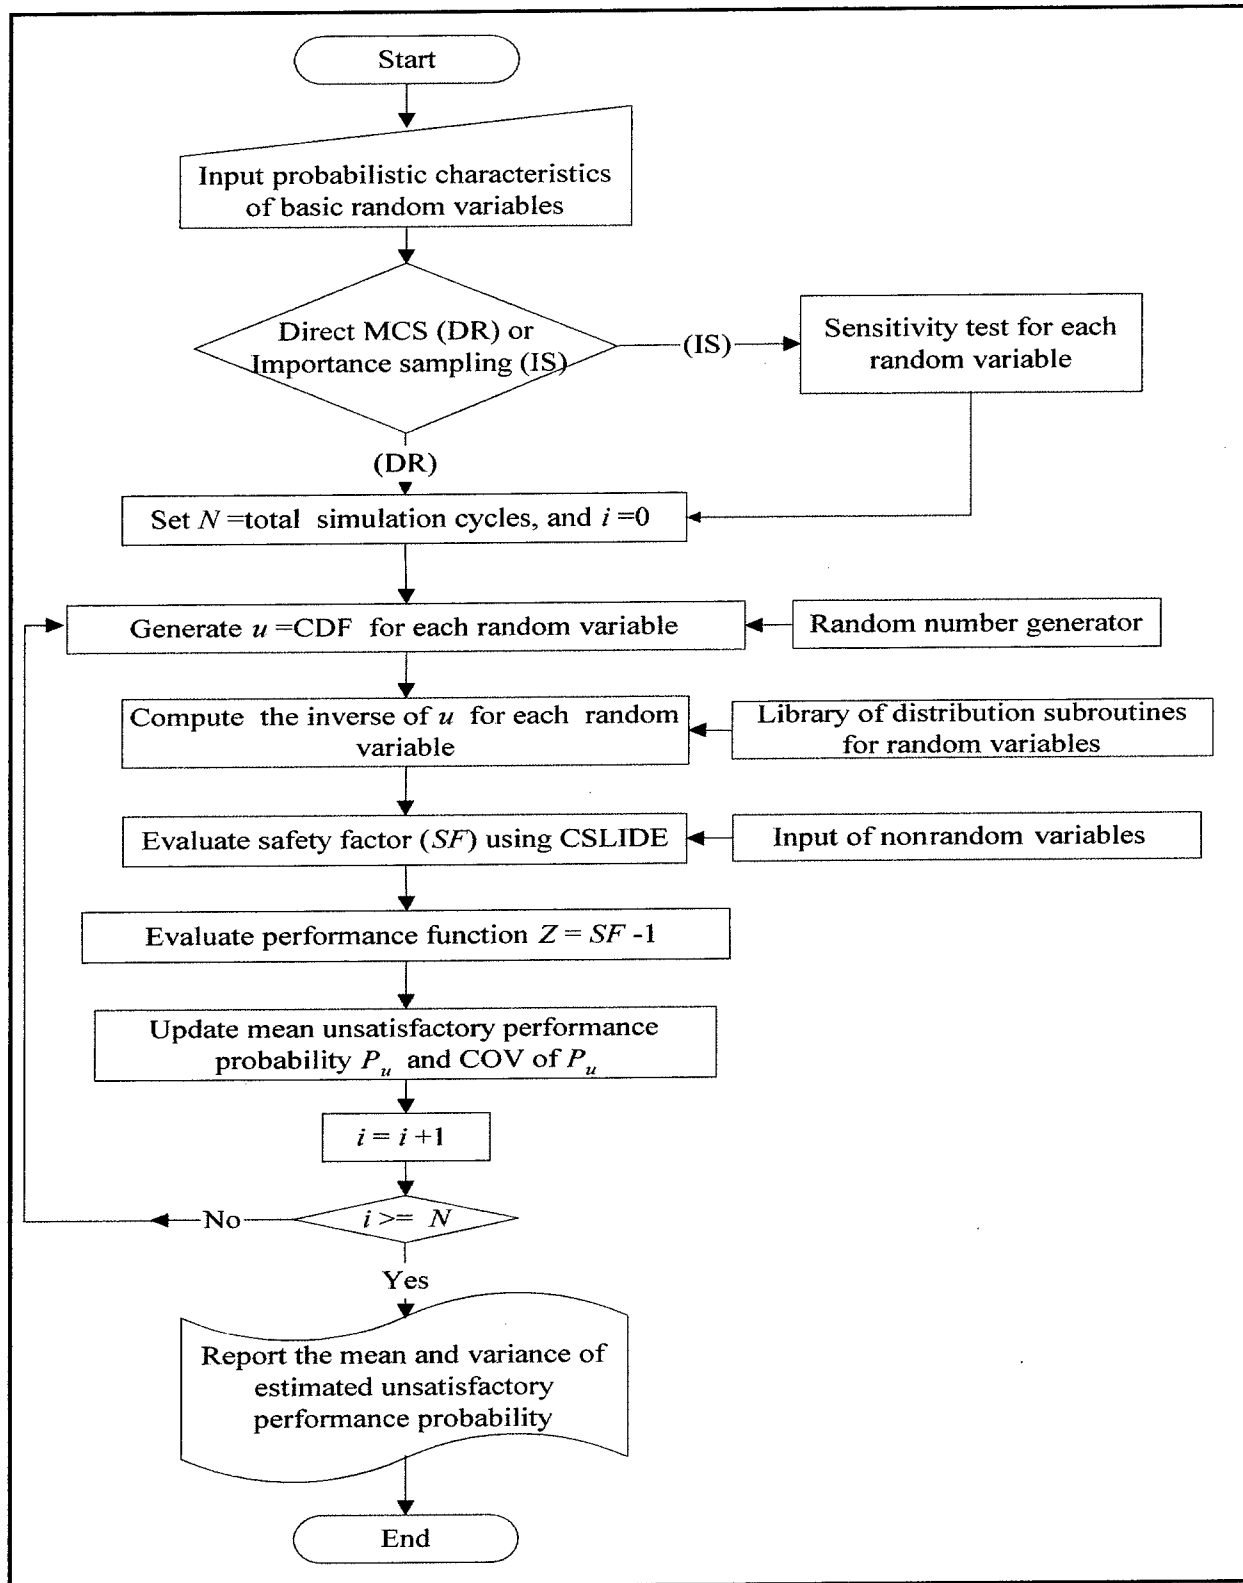 Start
Input probabilistic characteristics
of basic random variables
Direct MCS (DR) or
Importance sampling (IS)
(IS)
Sensitivity test for each
random variable
(DR)
Set N =total simulation cycles, and i =0
Generate u =CDF for each random variable
Random number generator
Compute the inverse of u for each random
variable
Library of distribution subroutines
for random variables
Evaluate safety factor (SF) using CSLIDE
Input of nonrandom variables
Evaluate performance function Z = SF -1
Update mean unsatisfactory performance
probability P_u and COV of P_u
i = i +1
i >= N
No
Yes
Report the mean and variance of
estimated unsatisfactory
performance probability
End